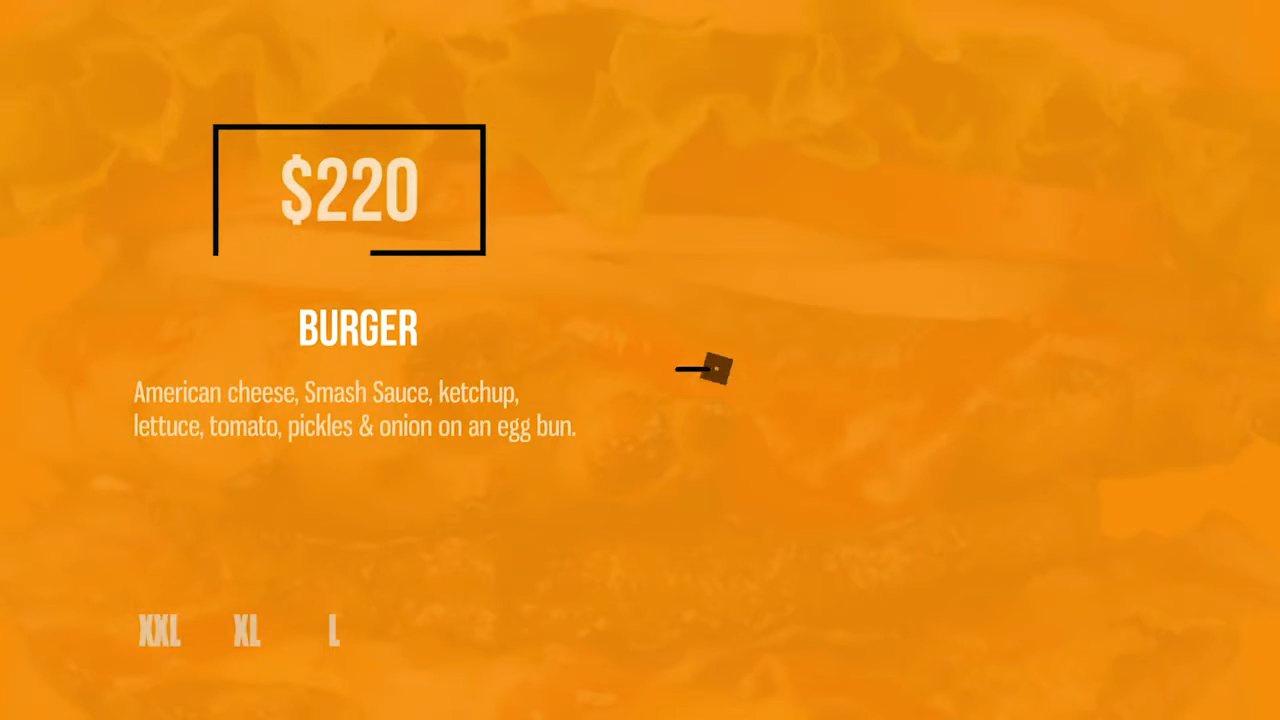 $220
BURGER
American cheese, Smash Sauce, ketchup,
lettuce, tomato, pickles & onion on an egg bun.
XXL XL L